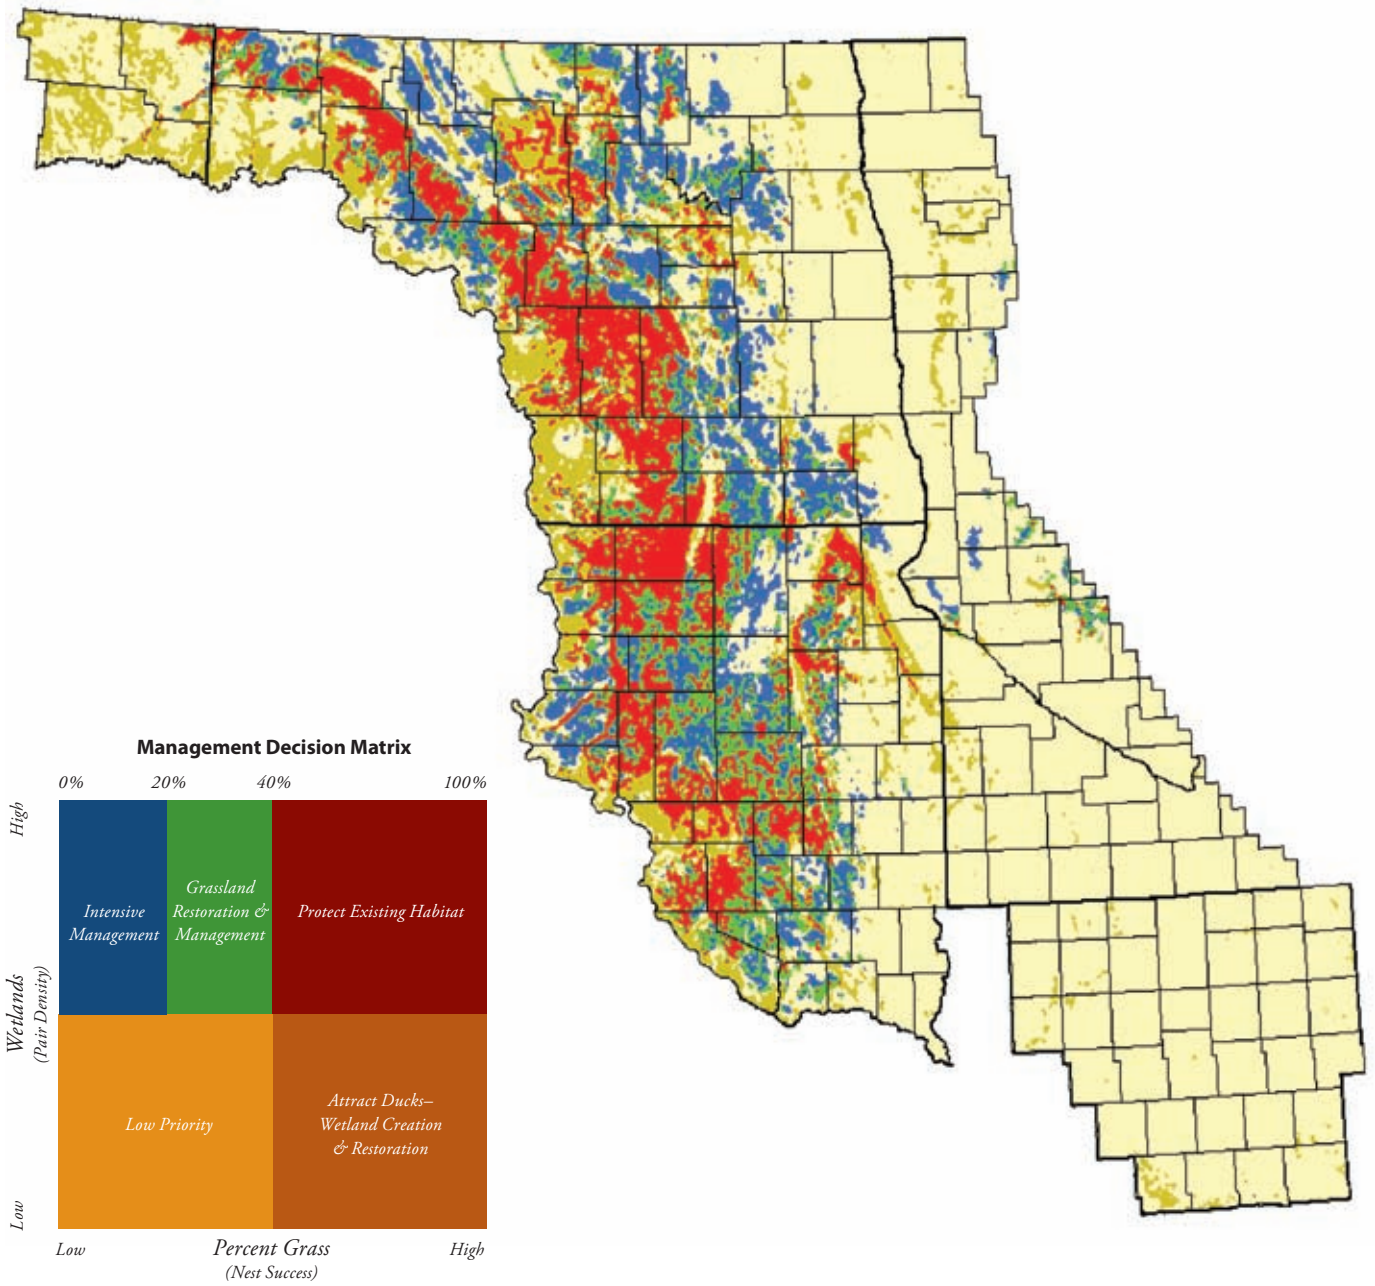 Management Decision Matrix
0% 20% 40% 100%
High
Wetlands
(Pair Density)
Low
Intensive
Management
Grassland
Restoration &
Management
Protect Existing Habitat
Low Priority
Attract Ducks–
Wetland Creation
& Restoration
Low Percent Grass High
(Nest Success)